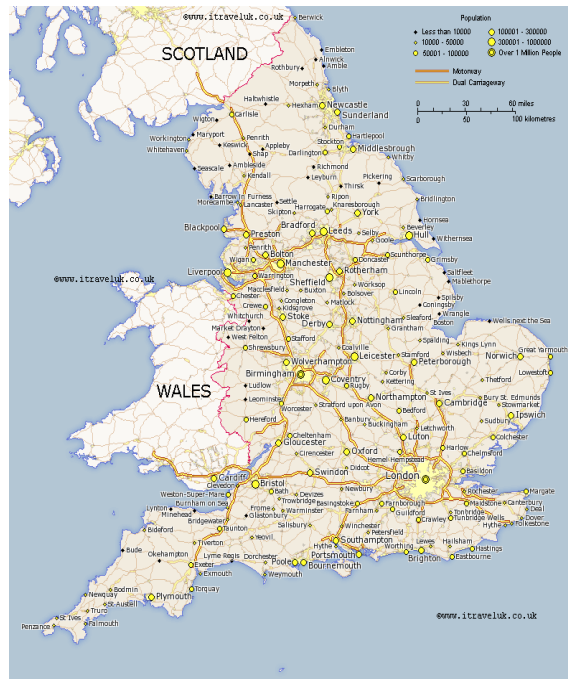 ©www.itraveluk.co.uk
Berwick
Population
Less than 10000
100001 - 300000
10000 - 50000
300001 - 1000000
50001 - 100000
Over 1 Million People
Motorway
Dual Carriageway
0 30 60 miles
0 50 100 kilometres
SCOTLAND
Embleton
Alnwick
Amble
Rothbury
Morpeth
Blyth
Haltwhistle
Hexham
Newcastle
Sunderland
Carlisle
Wigton
Durham
Maryport
Penrith
Hartlepool
Workington
Keswick
Appleby
Stockton
Whitehaven
Shap
Darlington
Middlesbrough
Whitby
Ambleside
Richmond
Seascale
Kendall
Leyburn
Pickering
Scarborough
Thirsk
Barrow In Furness
Settle
Ripon
Bridlington
Morecambe
Lancaster
Skipton
Harrogate
Knaresborough
York
Hornsea
Blackpool
Preston
Bradford
Leeds
Selby
Beverley
Hull
Withernsea
Goole
Penrith
Bolton
Wigan
Manchester
Doncaster
Scunthorpe
Grimsby
©www.itraveluk.co.uk
Liverpool
Warrington
Sheffield
Rotherham
Saltfleet
Mablethorpe
Macclesfield
Buxton
Worksop
Chester
Bolsover
Lincoln
Spilsby
Congleton
Matlock
Coningsby
Crewe
Kidsgrove
Wrangle
Whitchurch
Stoke
Nottingham
Sleaford
Boston
Wells next the Sea
Market Drayton
Derby
Grantham
West Felton
Stafford
Spalding
Kings Lynn
Shrewsbury
Coalville
Stamford
Wisbech
Norwich
Great Yarmouth
Wolverhampton
Leicester
Peterborough
WALES
Birmingham
Corby
Lowestoft
Ludlow
Coventry
Kettering
Thetford
Rugby
Leominster
Northampton
St Ives
Bury St. Edmunds
Worcester
Stratford upon Avon
Cambridge
Stowmarket
Hereford
Banbury
Bedford
Sudbury
Ipswich
Buckingham
Cheltenham
Letchworth
Gloucester
Luton
Colchester
Cirencester
Oxford
Harlow
Hemel-Hempstead
Chelmsford
Cardiff
Swindon
Didcot
London
Basildon
Clevedon
Bristol
Newbury
Rochester
Margate
Weston-Super-Mare
Bath
Devizes
Maidstone
Canterbury
Burnham on Sea
Trowbridge
Basingstoke
Farnborough
Deal
Lynton
Frome
Warminster
Farnham
Guildford
Tonbridge
Dover
Minehead
Glastonbury
Crawley
Tunbridge Wells
Folkestone
Bideford
Bridgewater
Salisbury
Winchester
Hythe
Taunton
Petersfield
Lewes
Hailsham
Tiverton
Yeovil
Hythe
Southampton
Worthing
Hastings
Bude
Okehampton
Lyme Regis
Dorchester
Portsmouth
Brighton
Eastbourne
Exeter
Poole
Bournemouth
Exmouth
Weymouth
Bodmin
Torquay
Newquay
Plymouth
St-Austell
Truro
St Ives
Penzance
Falmouth
©www.itraveluk.co.uk